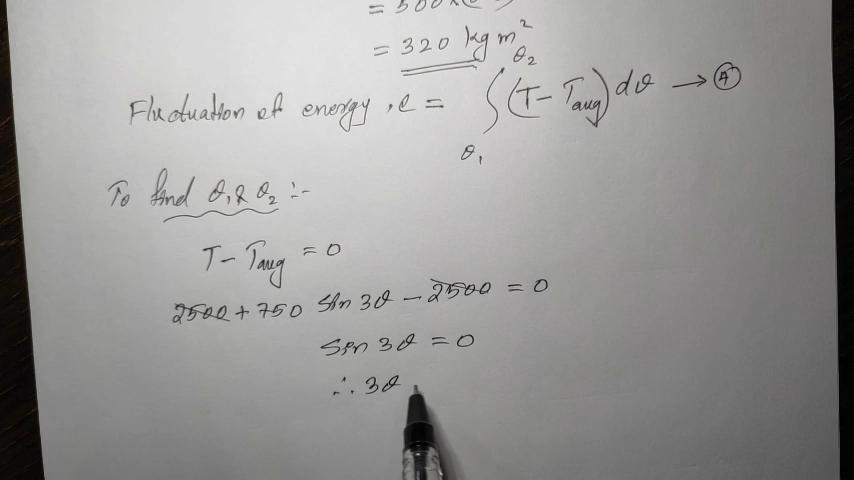 = 500×(
= 320 kg m²
Fluctuation of energy, e = ∫θ₁^θ₂ (T - Tavg) dθ → (A)
To find θ₁ & θ₂ :-
T - Tavg = 0
2500 + 750 Sin 3θ - 2500 = 0
Sin 3θ = 0
∴ 3θ